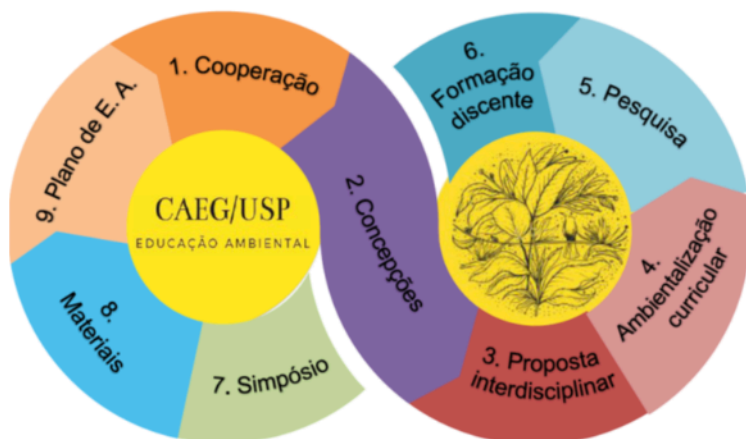 1. Cooperação
2. Concepções
3. Proposta
interdisciplinar
4.
Ambientalização
curricular
5. Pesquisa
6.
Formação
discente
7. Simpósio
8.
Materiais
9. Plano de E. A.
CAEG/USP
EDUCAÇÃO AMBIENTAL